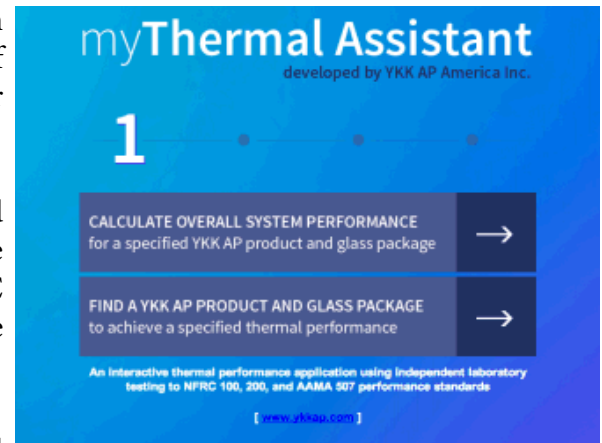 myThermal Assistant
developed by YKK AP America Inc.
1
CALCULATE OVERALL SYSTEM PERFORMANCE
for a specified YKK AP product and glass package
FIND A YKK AP PRODUCT AND GLASS PACKAGE
to achieve a specified thermal performance
An interactive thermal performance application using independent laboratory
testing to NFRC 100, 200, and AAMA 507 performance standards
[ www.ykkap.com ]